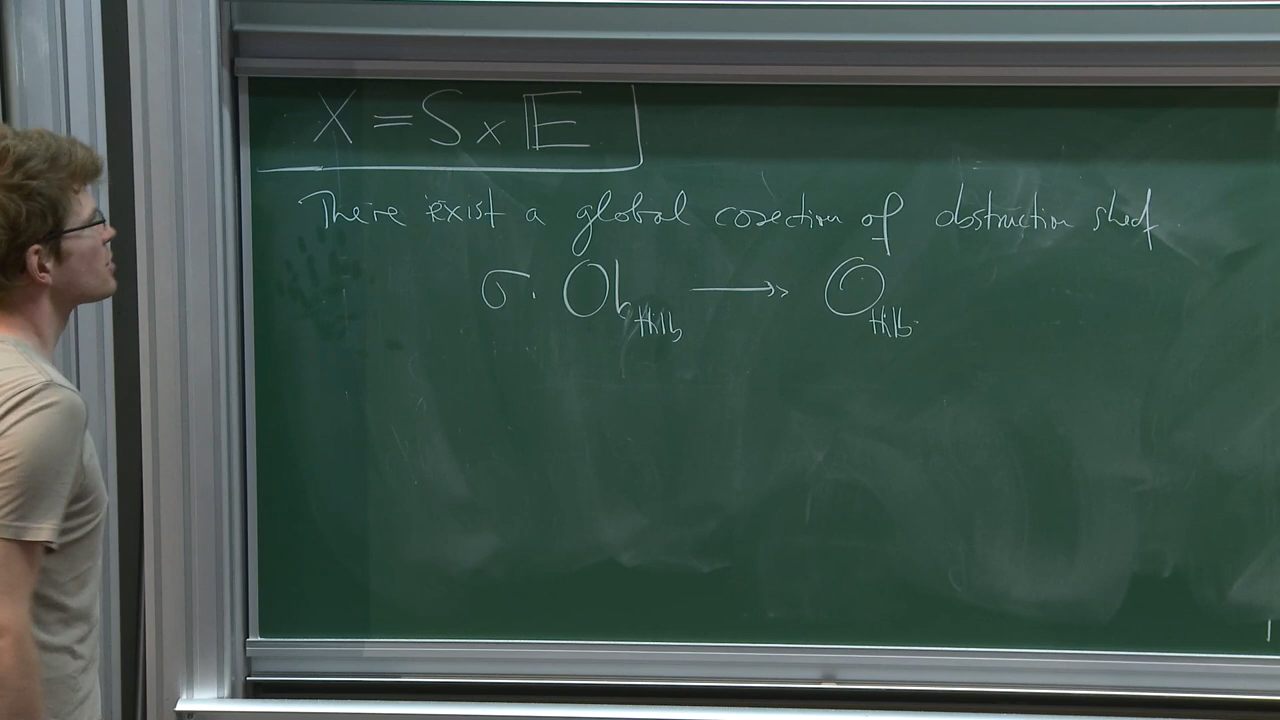 X = S × E
There exist a global cosection of obstruction sheaf.
σ. Ob_Hilb ↠ O_Hilb.